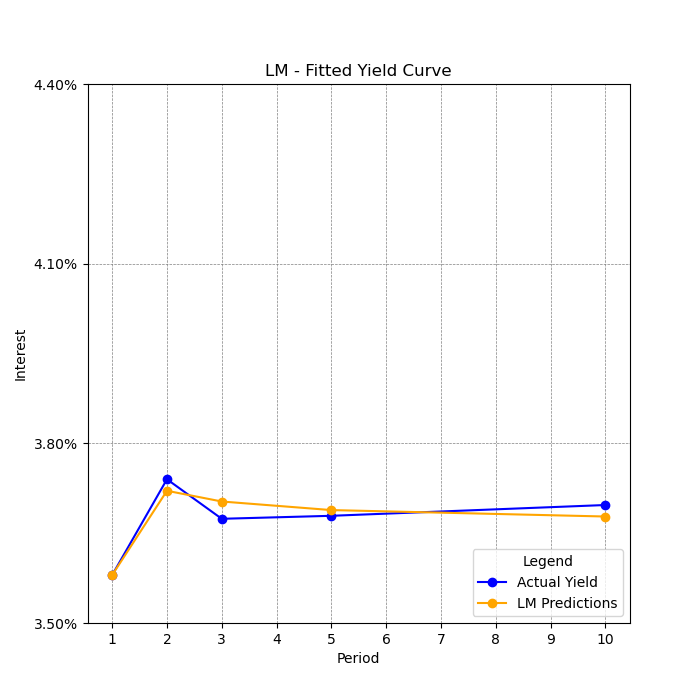 LM - Fitted Yield Curve
4.40%
4.10%
3.80%
3.50%
Interest
1 2 3 4 5 6 7 8 9 10
Period
Legend
Actual Yield
LM Predictions